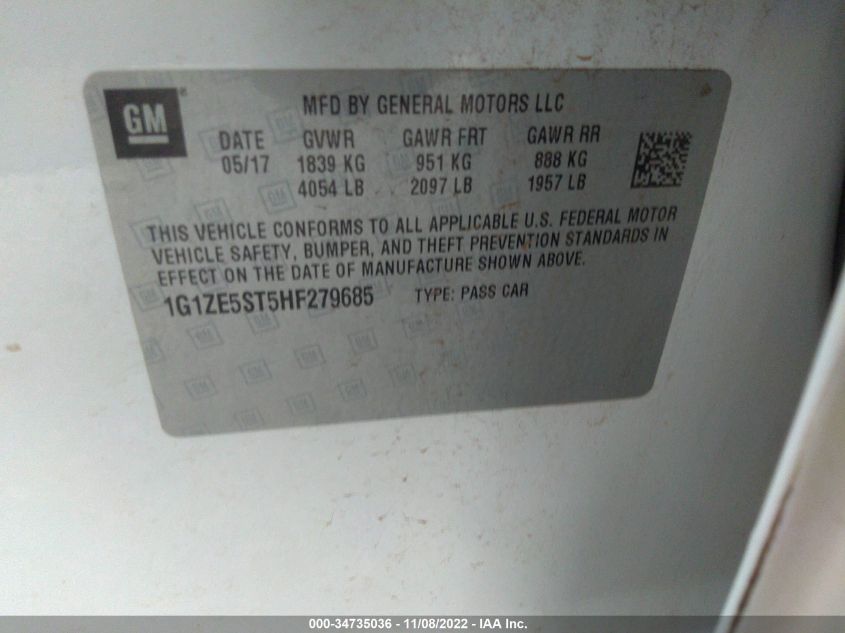 GM
MFD BY GENERAL MOTORS LLC
DATE GVWR GAWR FRT GAWR RR
05/17 1839 KG 951 KG 888 KG
4054 LB 2097 LB 1957 LB
THIS VEHICLE CONFORMS TO ALL APPLICABLE U.S. FEDERAL MOTOR
VEHICLE SAFETY, BUMPER, AND THEFT PREVENTION STANDARDS IN
EFFECT ON THE DATE OF MANUFACTURE SHOWN ABOVE.
1G1ZE5ST5HF279685 TYPE: PASS CAR
000-34735036 - 11/08/2022 - IAA Inc.